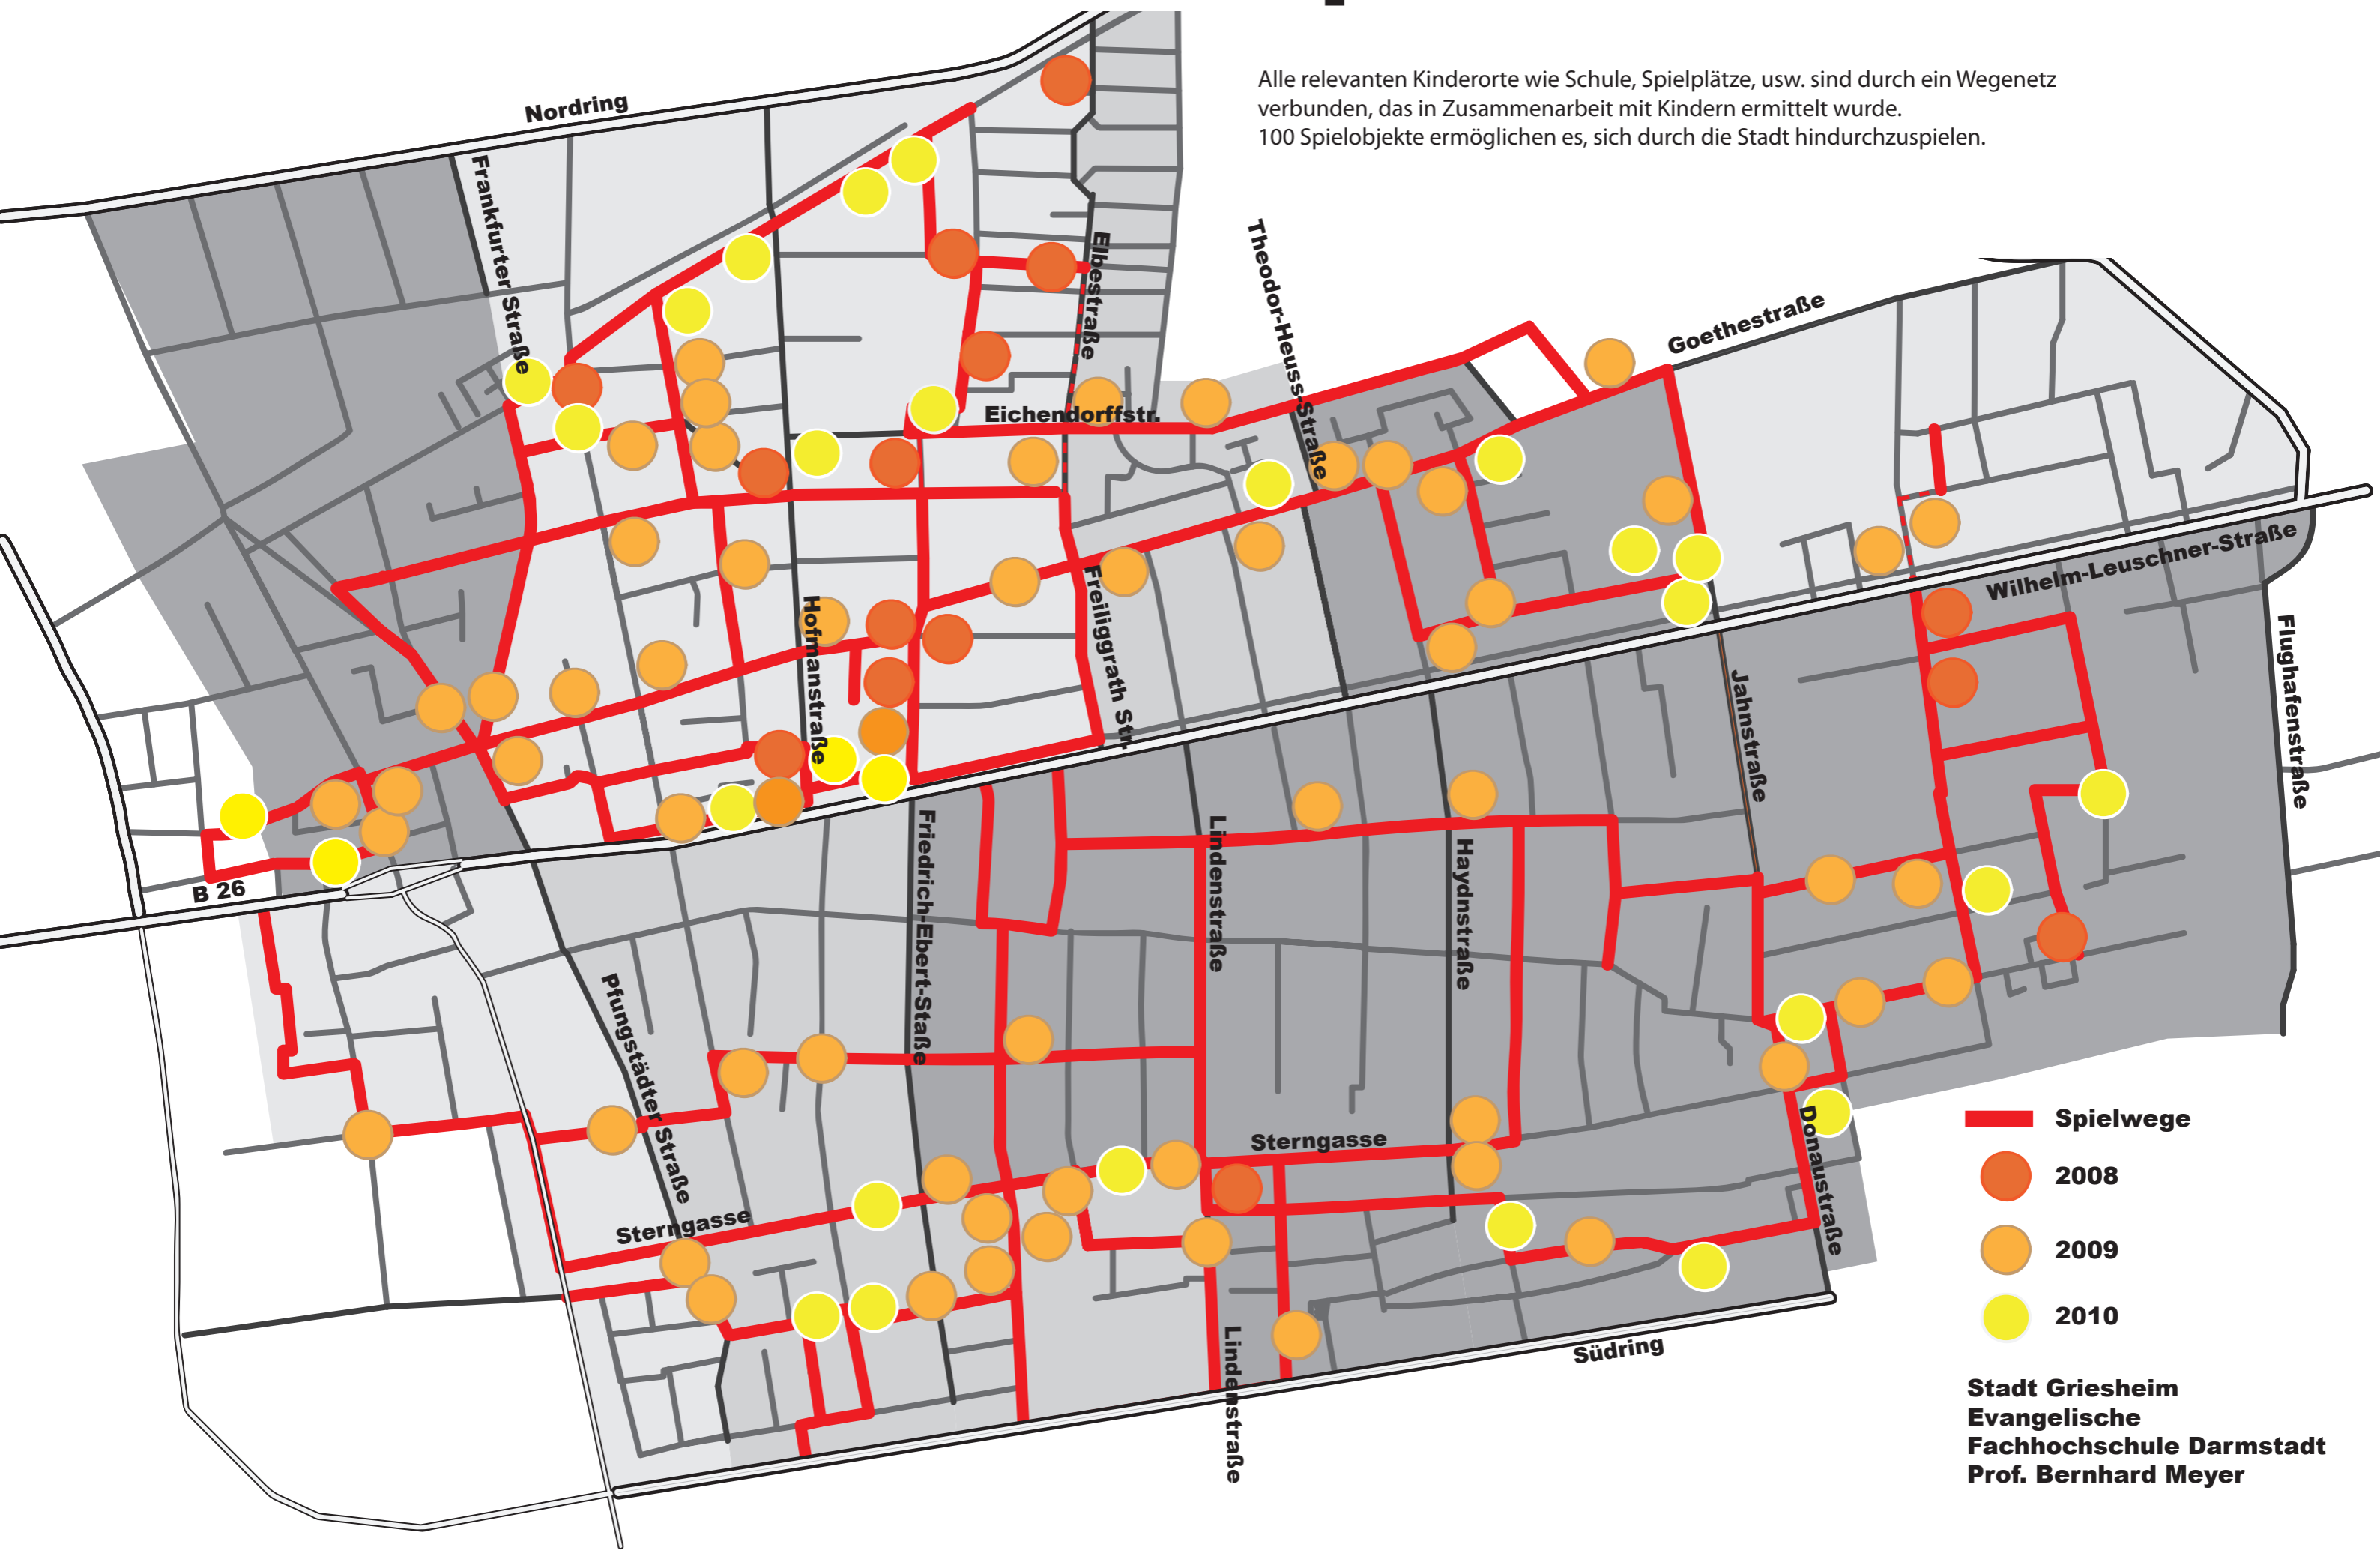 Alle relevanten Kinderorte wie Schule, Spielplätze, usw. sind durch ein Wegenetz
verbunden, das in Zusammenarbeit mit Kindern ermittelt wurde.
100 Spielobjekte ermöglichen es, sich durch die Stadt hindurchzuspielen.
Nordring
Frankfurter Straße
Elbestraße
Theodor-Heuss-Straße
Goethestraße
Eichendorffstr.
Wilhelm-Leuschner-Straße
Hofmanstraße
Freiliggrath Str.
Flughafenstraße
Jahnstraße
B 26
Friedrich-Ebert-Staße
Lindenstraße
Haydnstraße
Pfungstädter Straße
Sterngasse
Sterngasse
Donaustraße
Lindenstraße
Südring
Spielwege
2008
2009
2010
Stadt Griesheim
Evangelische
Fachhochschule Darmstadt
Prof. Bernhard Meyer